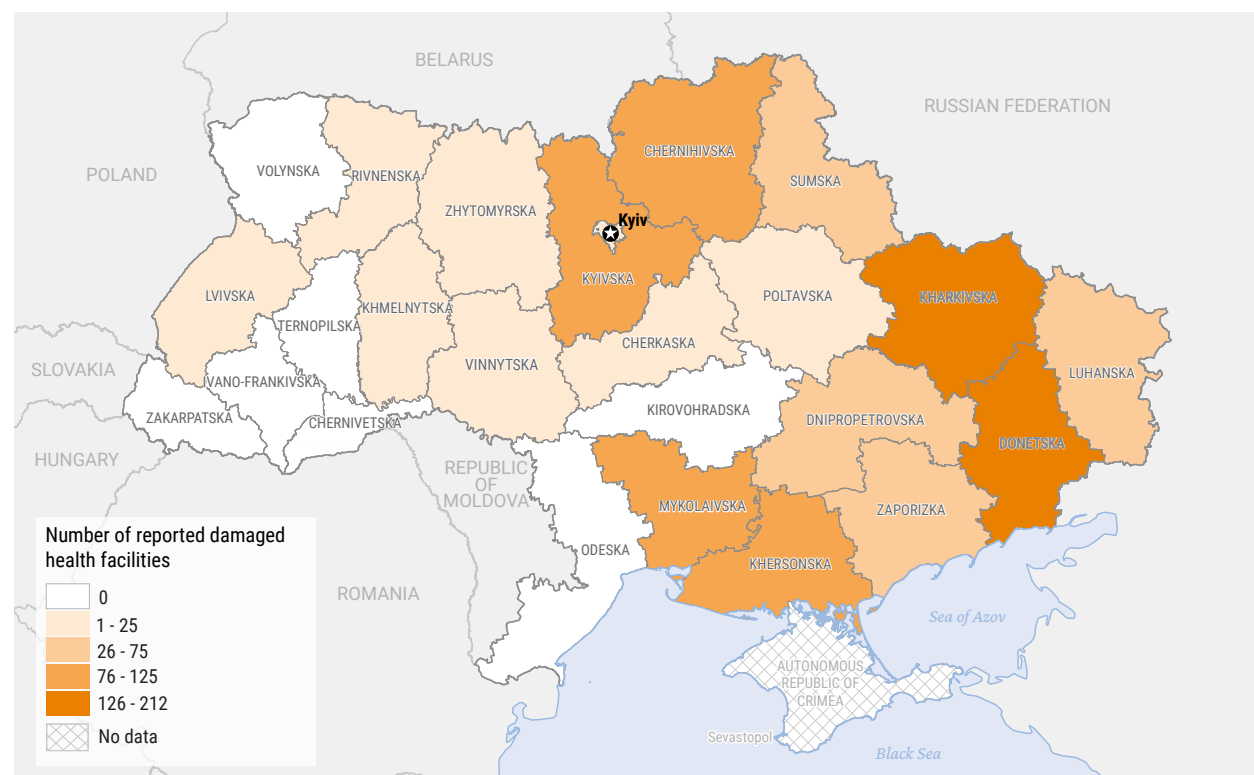 BELARUS
RUSSIAN FEDERATION
CHERNIHIVSKA
VOLYNSKA
POLAND
RIVNENSKA
SUMSKA
ZHYTOMYRSKA
Kyiv
KYIVSKA
LVIVSKA
POLTAVSKA
KHARKIVSKA
KHMELNYTSKA
TERNOPILSKA
CHERKASKA
VINNYTSKA
SLOVAKIA
LUHANSKA
IVANO-FRANKIVSKA
KIROVOHRADSKA
ZAKARPATSKA
CHERNIVETSKA
DNIPROPETROVSKA
DONETSKA
HUNGARY
REPUBLIC
OF
MOLDOVA
MYKOLAIVSKA
ZAPORIZKA
ODESKA
KHERSONSKA
ROMANIA
Sea of Azov
AUTONOMOUS
REPUBLIC OF
CRIMEA
Sevastopol
Black Sea
Number of reported damaged
health facilities
0
1 - 25
26 - 75
76 - 125
126 - 212
No data